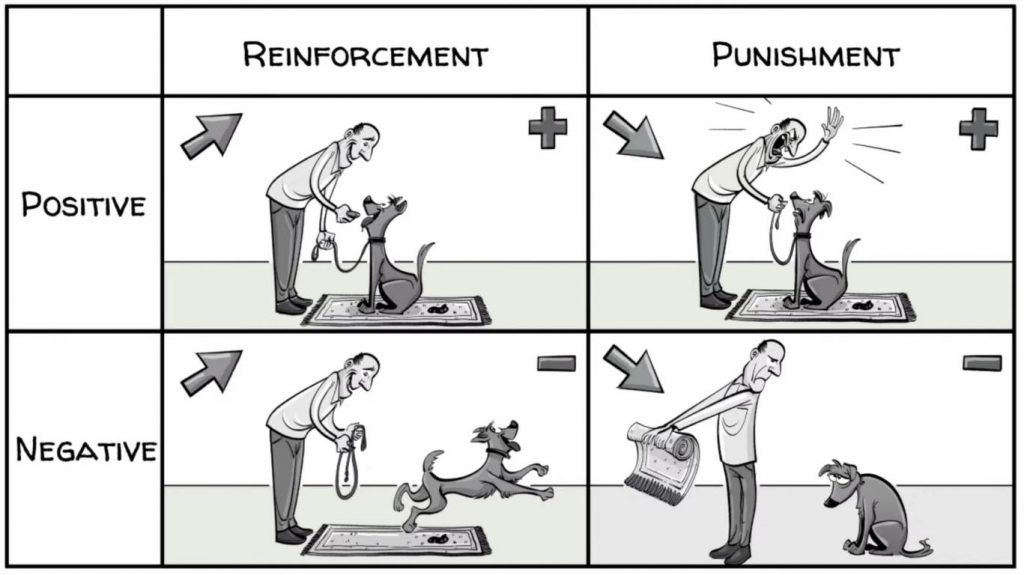 REINFORCEMENT
PUNISHMENT
POSITIVE
NEGATIVE